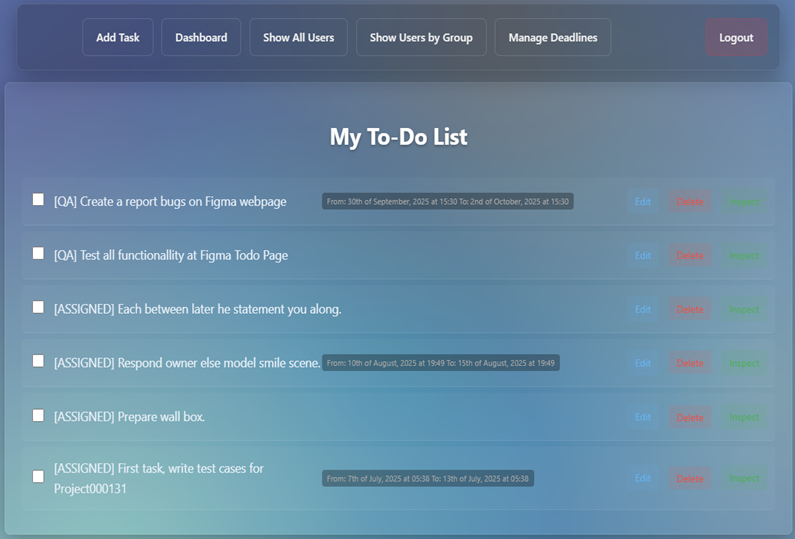 Add Task Dashboard Show All Users Show Users by Group Manage Deadlines Logout
My To-Do List
[QA] Create a report bugs on Figma webpage From: 30th of September, 2025 at 15:30 To: 2nd of October, 2025 at 15:30 Edit Delete Inspect
[QA] Test all functionallity at Figma Todo Page Edit Delete Inspect
[ASSIGNED] Each between later he statement you along. Edit Delete Inspect
[ASSIGNED] Respond owner else model smile scene. From: 10th of August, 2025 at 19:49 To: 15th of August, 2025 at 19:49 Edit Delete Inspect
[ASSIGNED] Prepare wall box. Edit Delete Inspect
[ASSIGNED] First task, write test cases for
Project000131 From: 7th of July, 2025 at 05:38 To: 13th of July, 2025 at 05:38 Edit Delete Inspect